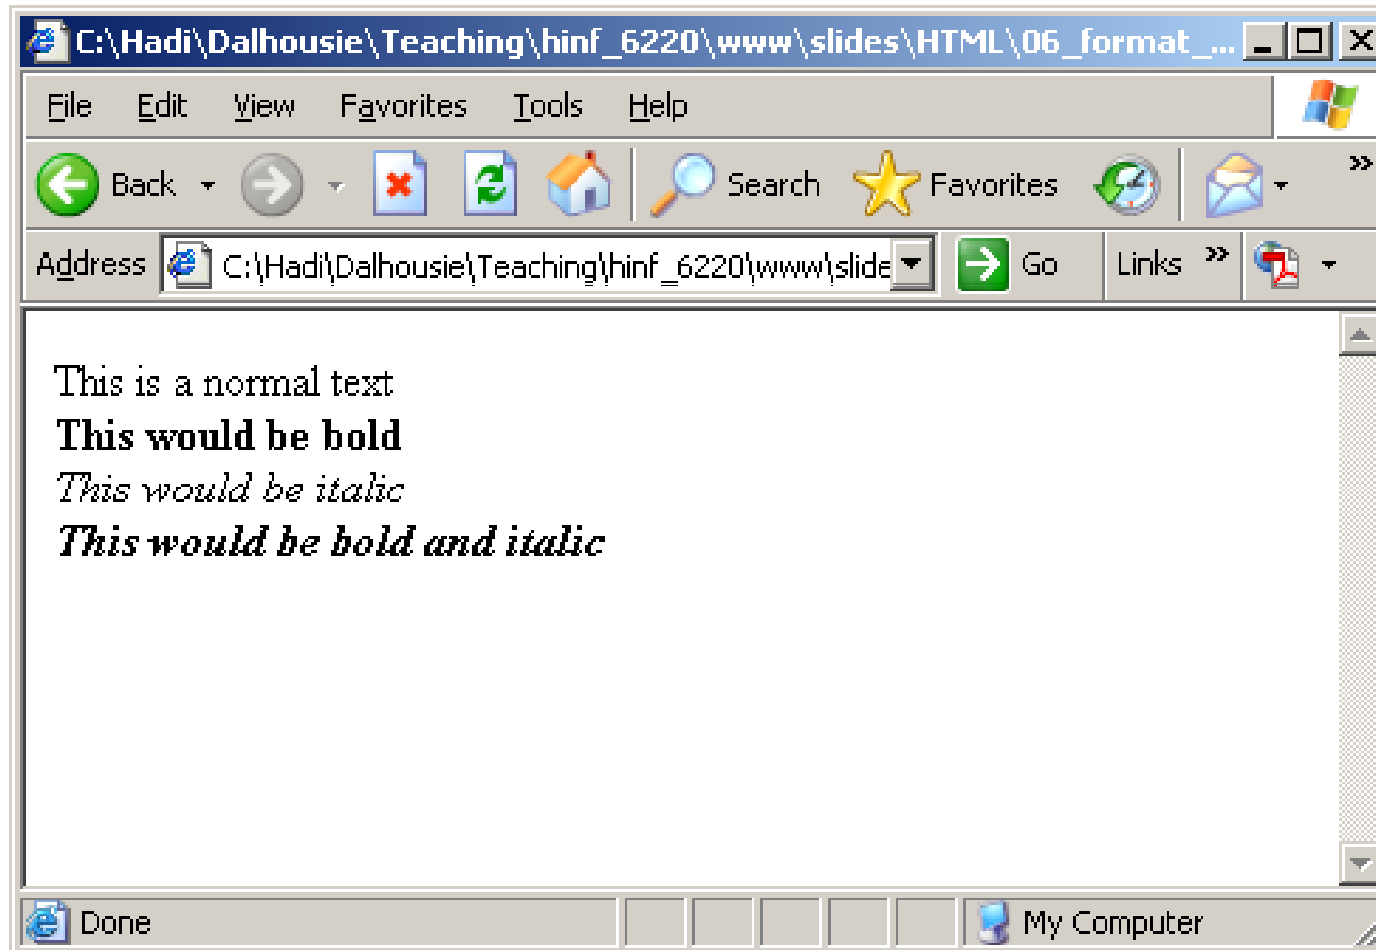 C:\Hadi\Dalhousie\Teaching\hinf_6220\www\slides\HTML\06_format_...
File Edit View Favorites Tools Help
Back Search Favorites »
Address C:\Hadi\Dalhousie\Teaching\hinf_6220\www\slide Go Links »
This is a normal text
This would be bold
This would be italic
This would be bold and italic
Done My Computer